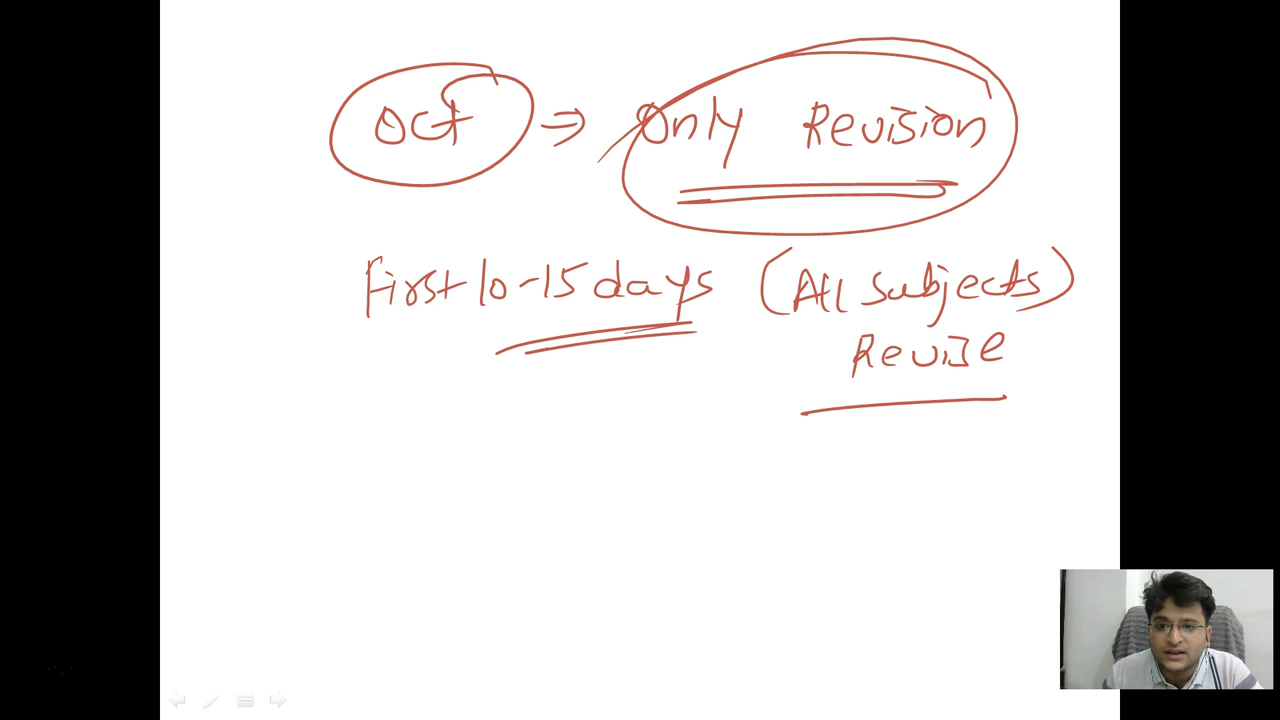 Oct ⇒ Only Revision
First 10-15 days (All Subjects)
Revise